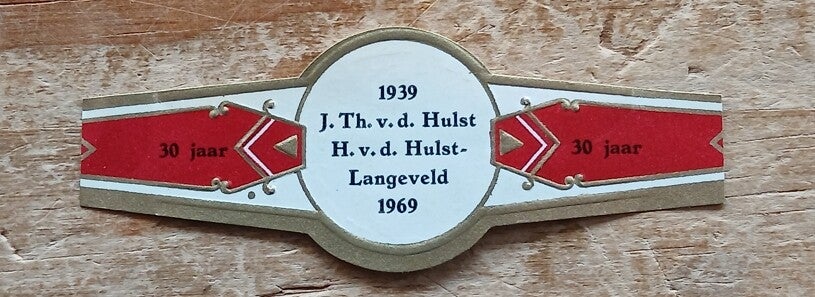 30 jaar
1939
J. Th. v. d. Hulst
H. v. d. Hulst-
Langeveld
1969
30 jaar